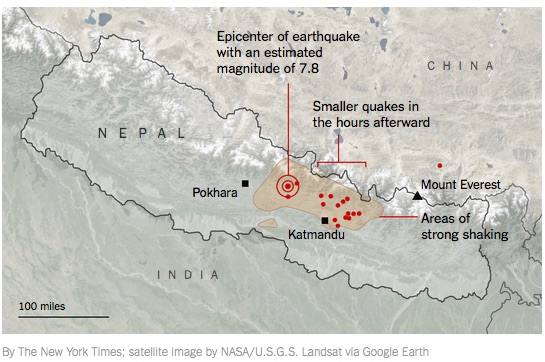 Epicenter of earthquake
with an estimated
magnitude of 7.8
CHINA
Smaller quakes in
the hours afterward
NEPAL
Pokhara
Mount Everest
Areas of
strong shaking
Katmandu
INDIA
100 miles
By The New York Times; satellite image by NASA/U.S.G.S. Landsat via Google Earth